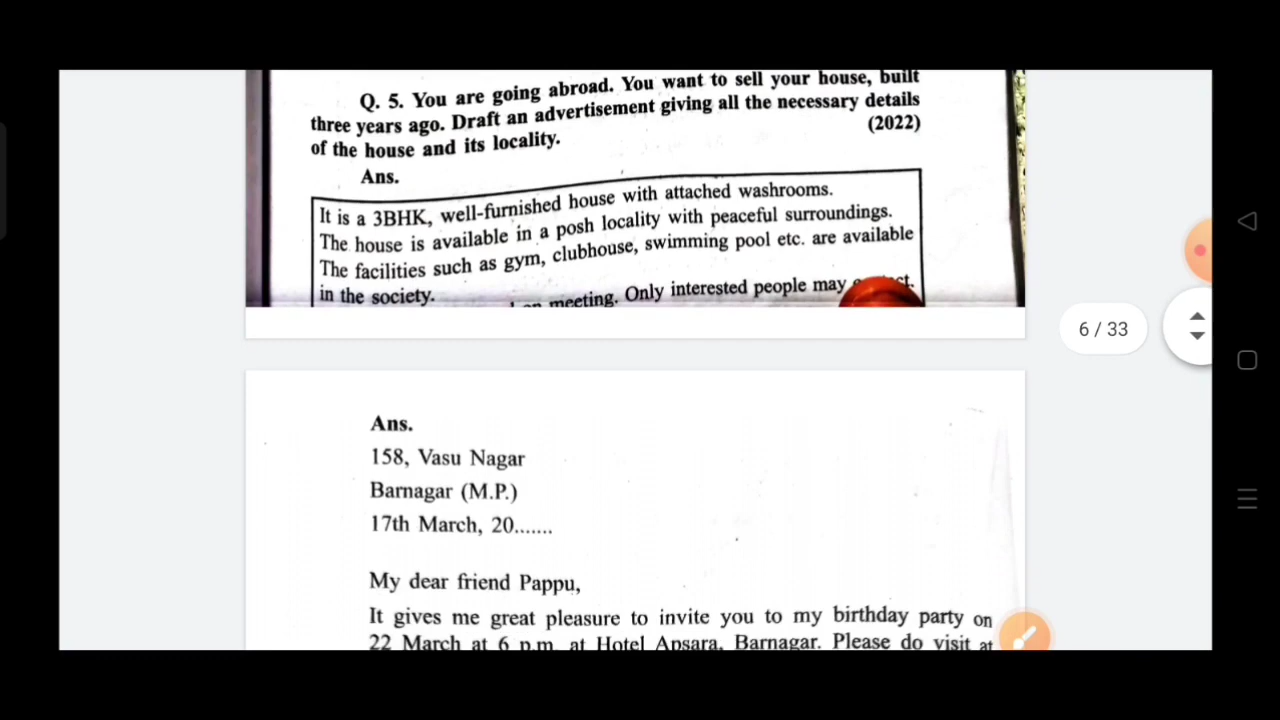 Q. 5. You are going abroad. You want to sell your house, built
three years ago. Draft an advertisement giving all the necessary details
of the house and its locality. (2022)
Ans.
It is a 3BHK, well-furnished house with attached washrooms.
The house is available in a posh locality with peaceful surroundings.
The facilities such as gym, clubhouse, swimming pool etc. are available
in the society.
meeting. Only interested people may
6 / 33
Ans.
158, Vasu Nagar
Barnagar (M.P.)
17th March, 20.......
My dear friend Pappu,
It gives me great pleasure to invite you to my birthday party on
22 March at 6 p.m. at Hotel Apsara, Barnagar. Please do visit at